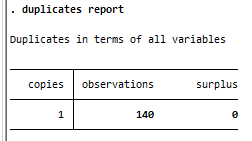 . duplicates report
Duplicates in terms of all variables
copies observations surplus
1 140 0